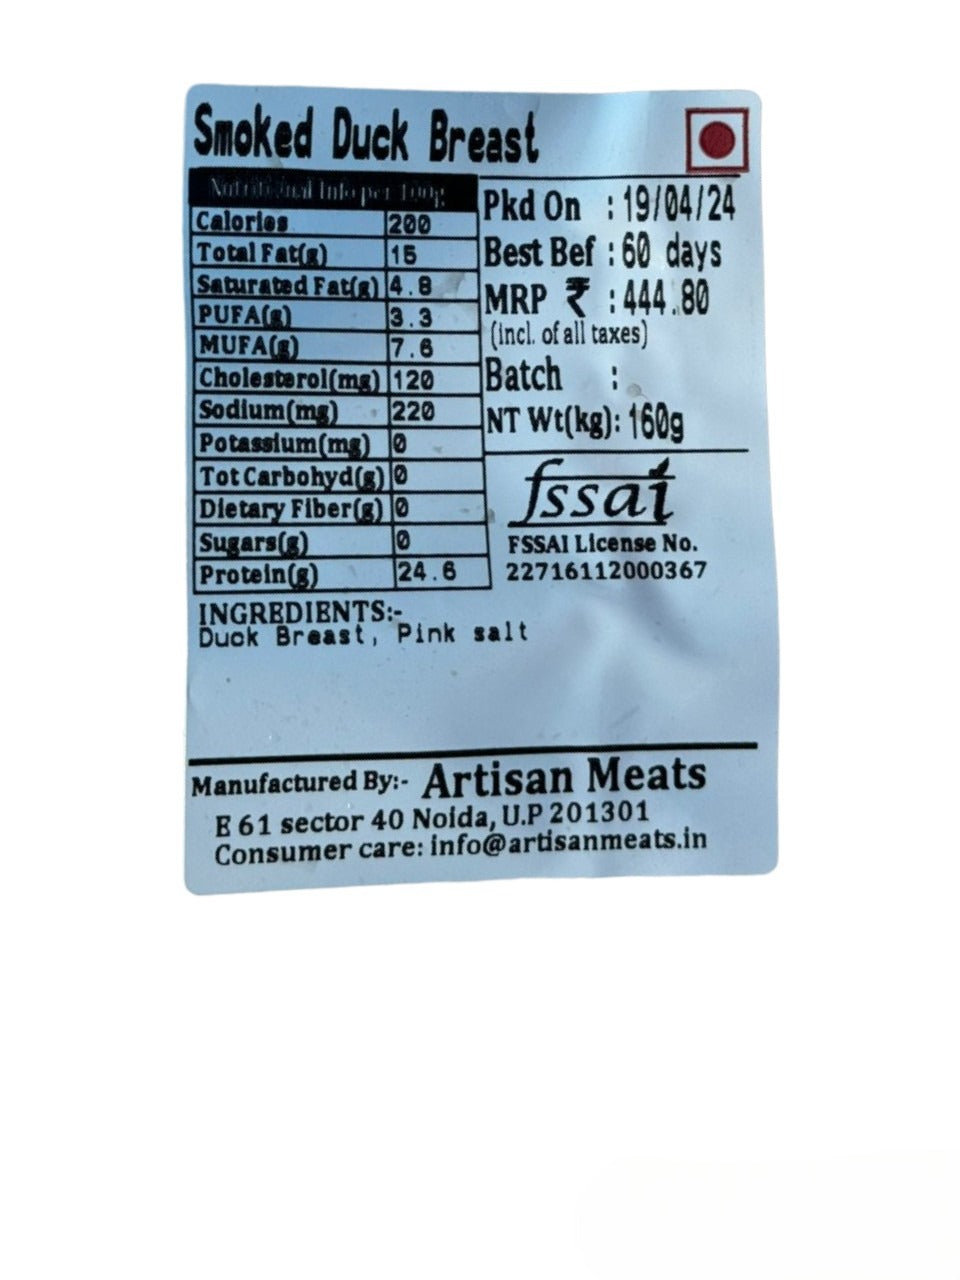 Smoked Duck Breast
Nutritional Info per 100g
Calories 200
Total Fat(g) 15
Saturated Fat(g) 4.8
PUFA(g) 3.3
MUFA(g) 7.6
Cholesterol(mg) 120
Sodium(mg) 220
Potassium(mg) 0
Tot Carbohyd(g) 0
Dietary Fiber(g) 0
Sugars(g) 0
Protein(g) 24.6
Pkd On : 19/04/24
Best Bef : 60 days
MRP ₹ : 444.80
(incl. of all taxes)
Batch :
NT Wt(kg): 160g
fssai
FSSAI License No.
22716112000367
INGREDIENTS:-
Duck Breast, Pink salt
Manufactured By:- Artisan Meats
E 61 sector 40 Noida, U.P 201301
Consumer care: info@artisanmeats.in